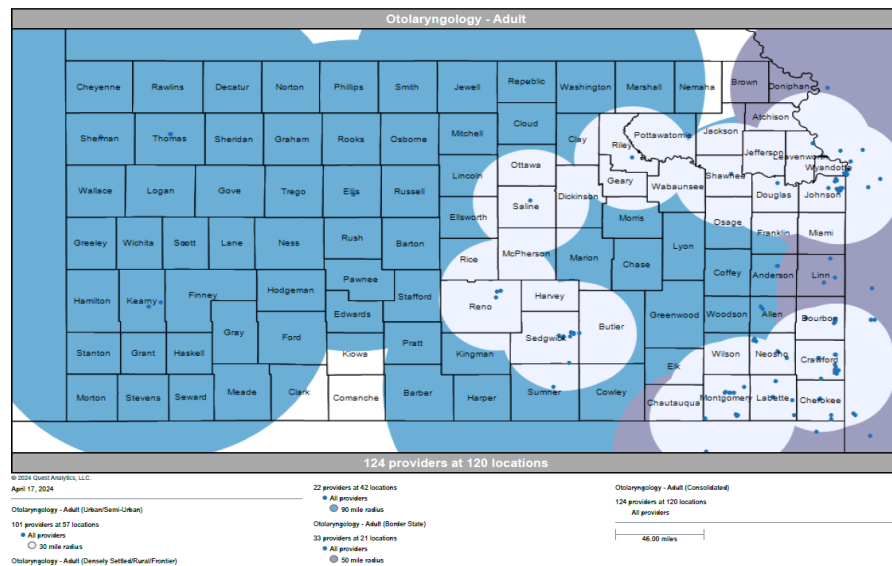 Otolaryngology - Adult
Cheyenne Rawlins Decatur Norton Phillips Smith Jewell Republic Washington Marshall Nemaha Brown Doniphan
Sherman Thomas Sheridan Graham Rooks Osborne Mitchell Cloud Clay Riley Pottawatomie Jackson Atchison
Jefferson Leavenworth Wyandotte
Wallace Logan Gove Trego Ellis Russell Lincoln Ottawa Dickinson Geary Wabaunsee Shawnee Douglas Johnson
Ellsworth Saline Morris Osage
Greeley Wichita Scott Lane Ness Rush Barton Rice McPherson Marion Chase Lyon Franklin Miami
Hamilton Kearny Finney Hodgeman Pawnee Stafford Reno Harvey Coffey Anderson Linn
Gray Ford Edwards Pratt Kingman Sedgwick Butler Greenwood Woodson Allen Bourbon
Stanton Grant Haskell Kiowa Elk Wilson Neosho Crawford
Morton Stevens Seward Meade Clark Comanche Barber Harper Sumner Cowley Chautauqua Montgomery Labette Cherokee
124 providers at 120 locations
© 2024 Quest Analytics, LLC.
April 17, 2024
Otolaryngology - Adult (Urban/Semi-Urban)
101 providers at 57 locations
All providers
30 mile radius
Otolaryngology - Adult (Densely Settled/Rural/Frontier)
22 providers at 42 locations
All providers
90 mile radius
Otolaryngology - Adult (Border State)
33 providers at 21 locations
All providers
50 mile radius
Otolaryngology - Adult (Consolidated)
124 providers at 120 locations
All providers
46.00 miles